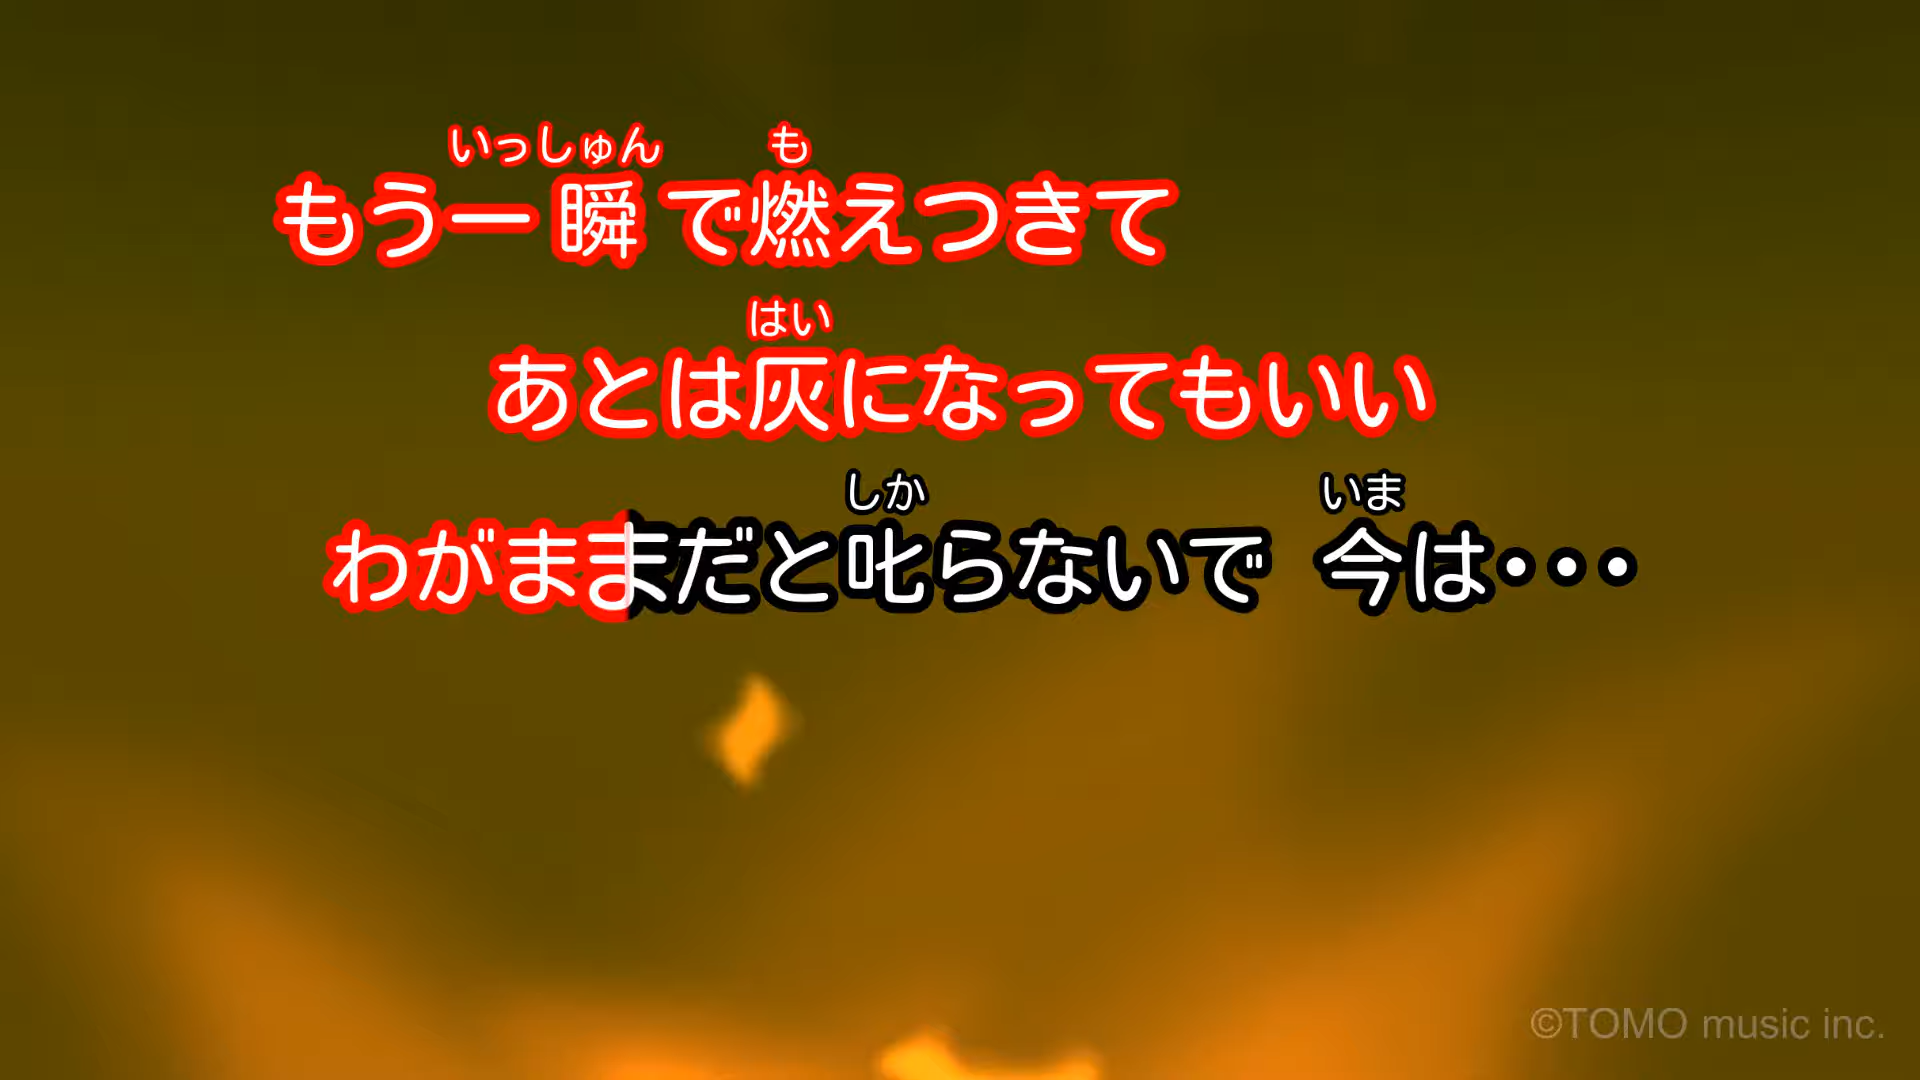 いっしゅん も
もう一瞬で燃えつきて
はい
あとは灰になってもいい
しか いま
わがままだと叱らないで 今は・・・
©TOMO music inc.